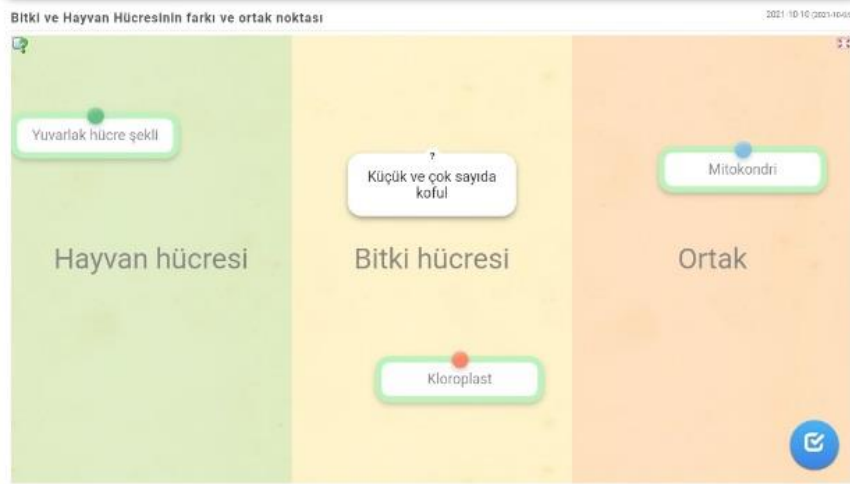 Bitki ve Hayvan Hücresinin farkı ve ortak noktası
Yuvarlak hücre şekli
?
Küçük ve çok sayıda
koful
Mitokondri
Hayvan hücresi
Bitki hücresi
Ortak
Kloroplast